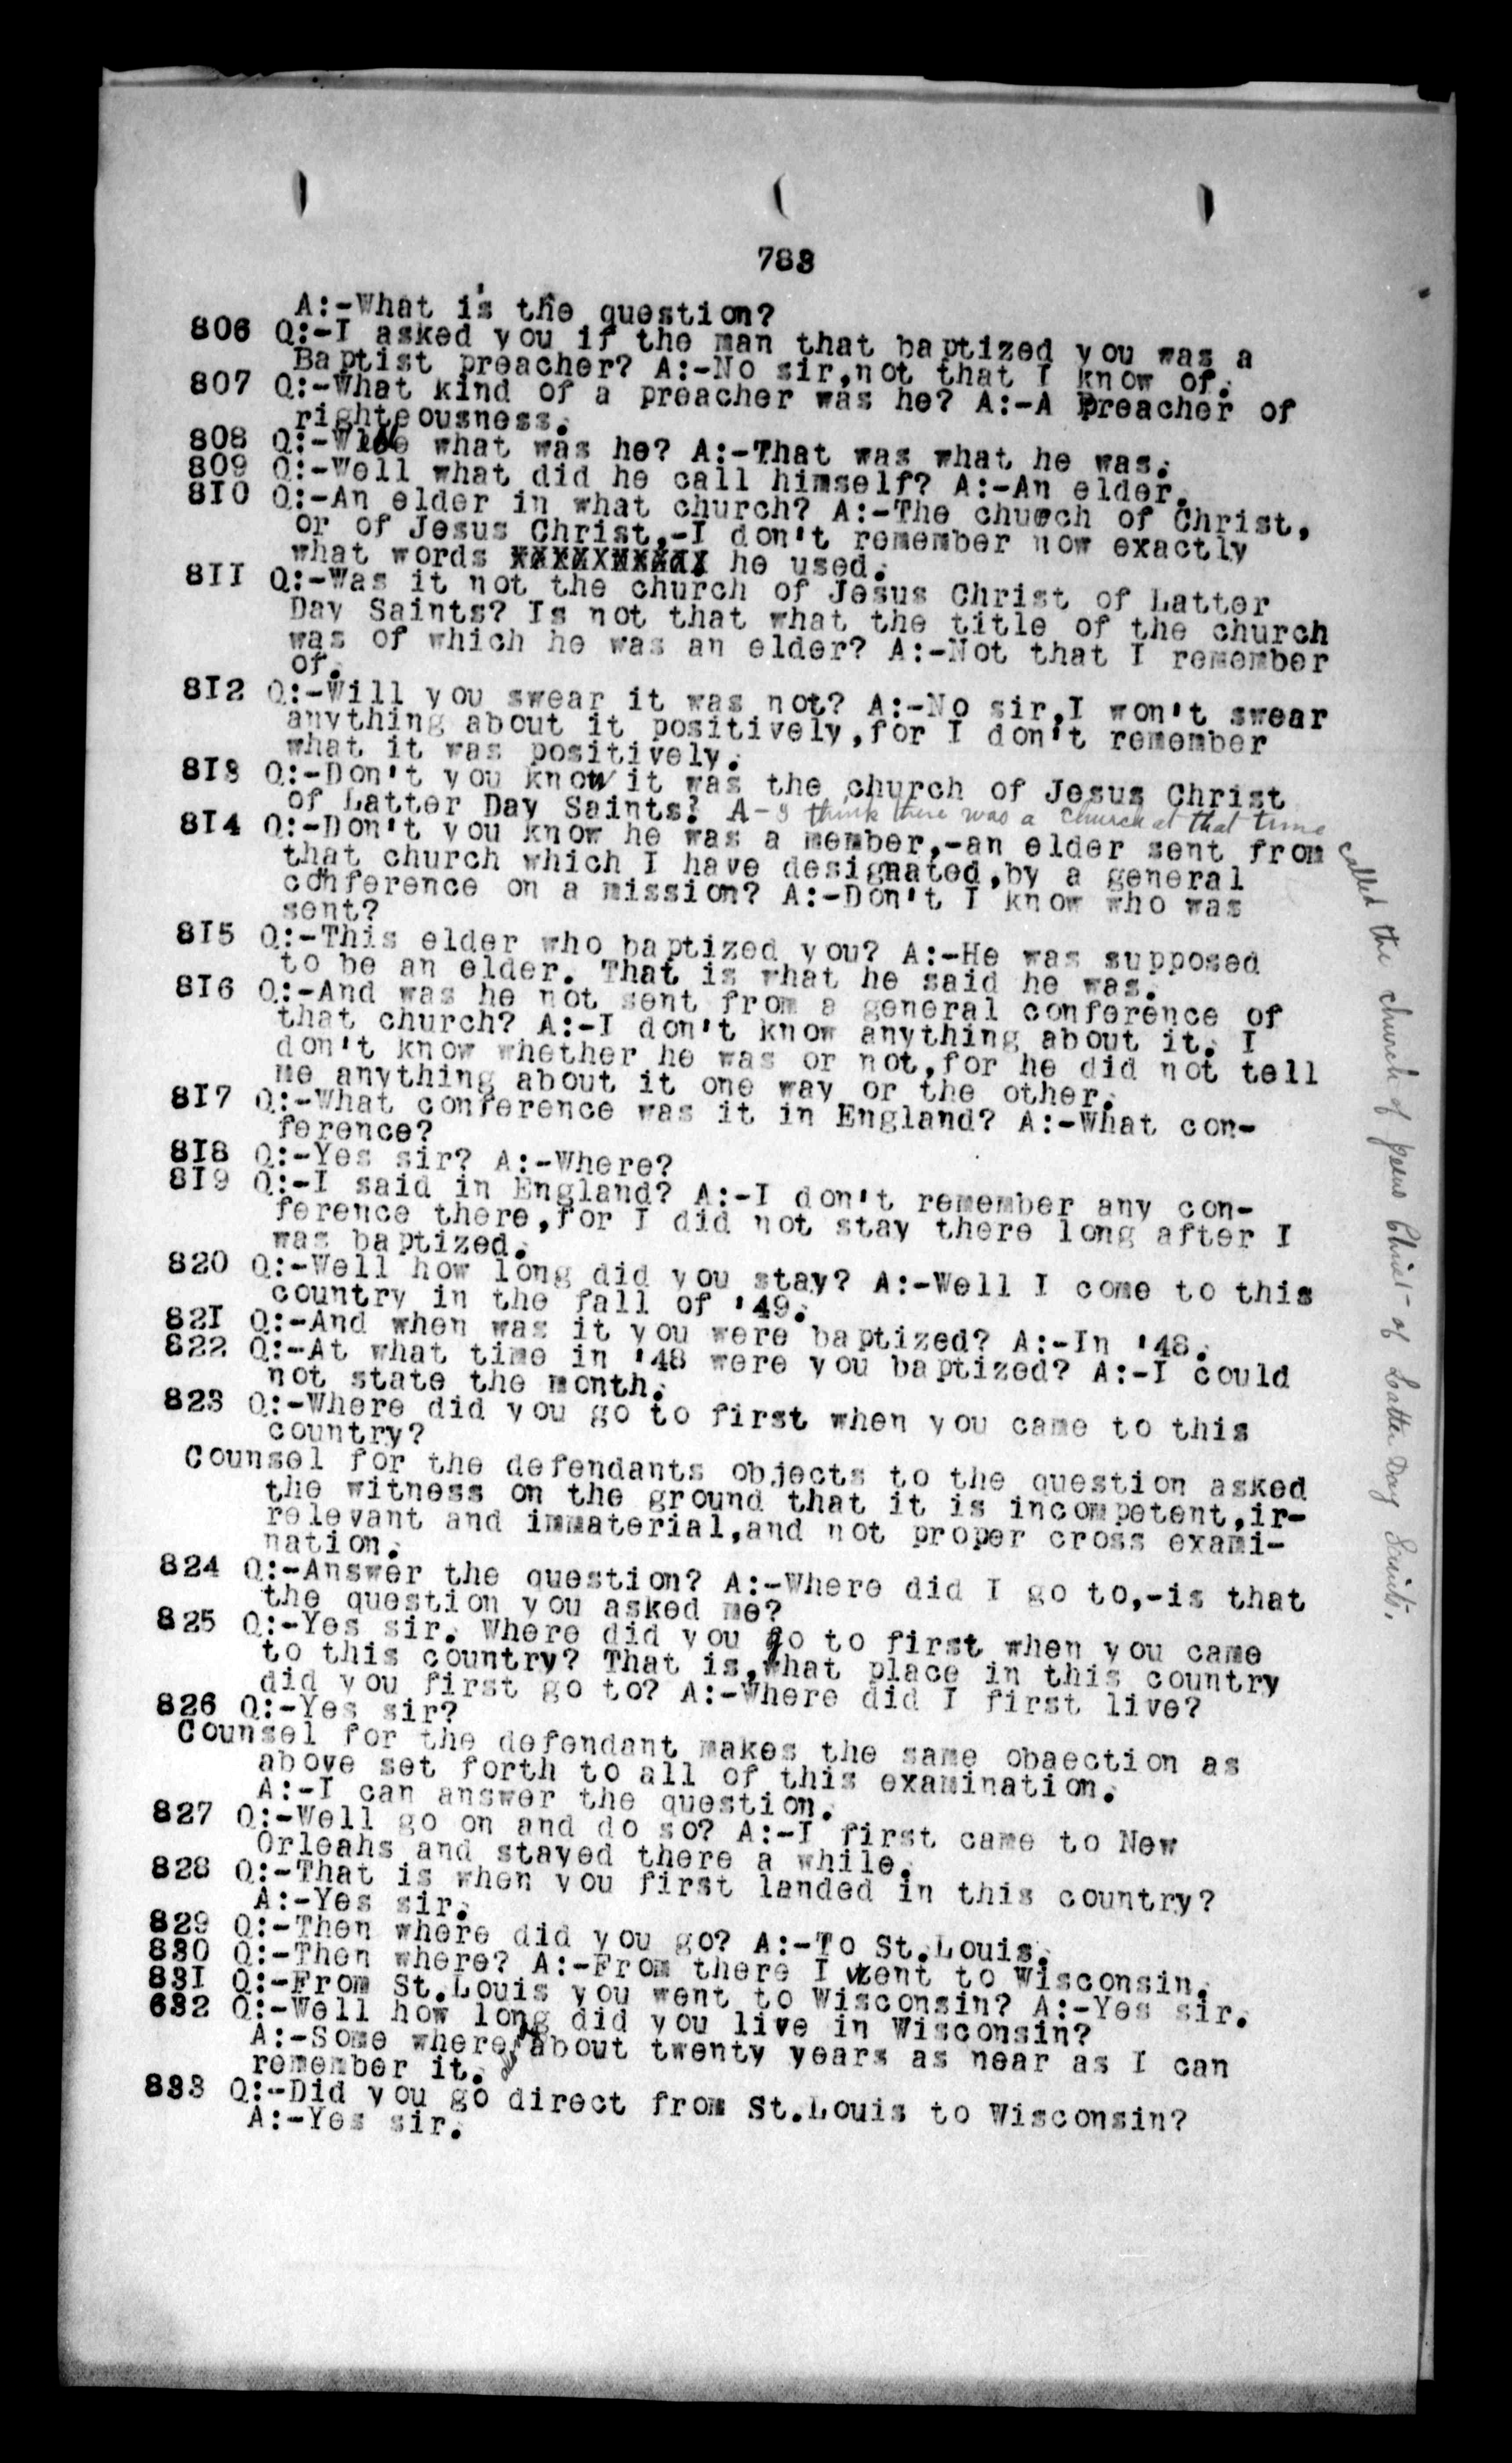 783
A:-What is the question?
806 Q:-I asked you if the man that baptized you was a
Baptist preacher? A:-No sir,not that I know of.
807 Q:-What kind of a preacher was he? A:-A preacher of
righteousness.
808 Q:-Well what was he? A:-That was what he was.
809 Q:-Well what did he call himself? A:-An elder.
810 Q:-An elder in what church? A:-The church of Christ,
or of Jesus Christ,-I don't remember now exactly
what words he used.
811 Q:-Was it not the church of Jesus Christ of Latter
Day Saints? Is not that what the title of the church
was of which he was an elder? A:-Not that I remember
of.
812 Q:-Will you swear it was not? A:-No sir,I won't swear
anything about it positively,for I don't remember
what it was positively.
813 Q:-Don't you know it was the church of Jesus Christ
of Latter Day Saints? A-I think there was a church at that time
called the church of Jesus Christ - of Latter Day Saints.
814 Q:-Don't you know he was a member,-an elder sent from
that church which I have designated,by a general
conference on a mission? A:-Don't I know who was
sent?
815 Q:-This elder who baptized you? A:-He was supposed
to be an elder. That is what he said he was.
816 Q:-And was he not sent from a general conference of
that church? A:-I don't know anything about it. I
don't know whether he was or not,for he did not tell
me anything about it one way or the other.
817 Q:-What conference was it in England? A:-What con-
ference?
818 Q:-Yes sir? A:-Where?
819 Q:-I said in England? A:-I don't remember any con-
ference there,for I did not stay there long after I
was baptized.
820 Q:-Well how long did you stay? A:-Well I come to this
country in the fall of '49.
821 Q:-And when was it you were baptized? A:-In '48.
822 Q:-At what time in '48 were you baptized? A:-I could
not state the month.
823 Q:-Where did you go to first when you came to this
country?
Counsel for the defendants objects to the question asked
the witness on the ground that it is incompetent,ir-
relevant and immaterial,and not proper cross exami-
nation.
824 Q:-Answer the question? A:-Where did I go to,-is that
the question you asked me?
825 Q:-Yes sir. Where did you go to first when you came
to this country? That is,what place in this country
did you first go to? A:-Where did I first live?
826 Q:-Yes sir?
Counsel for the defendant makes the same obaection as
above set forth to all of this examination.
A:-I can answer the question.
827 Q:-Well go on and do so? A:-I first came to New
Orleahs and stayed there a while.
828 Q:-That is when you first landed in this country?
A:-Yes sir.
829 Q:-Then where did you go? A:-To St.Louis.
830 Q:-Then where? A:-From there I went to Wisconsin.
831 Q:-From St.Louis you went to Wisconsin? A:-Yes sir.
632 Q:-Well how long did you live in Wisconsin?
A:-Some where about twenty years as near as I can
remember it.
833 Q:-Did you go direct from St.Louis to Wisconsin?
A:-Yes sir.